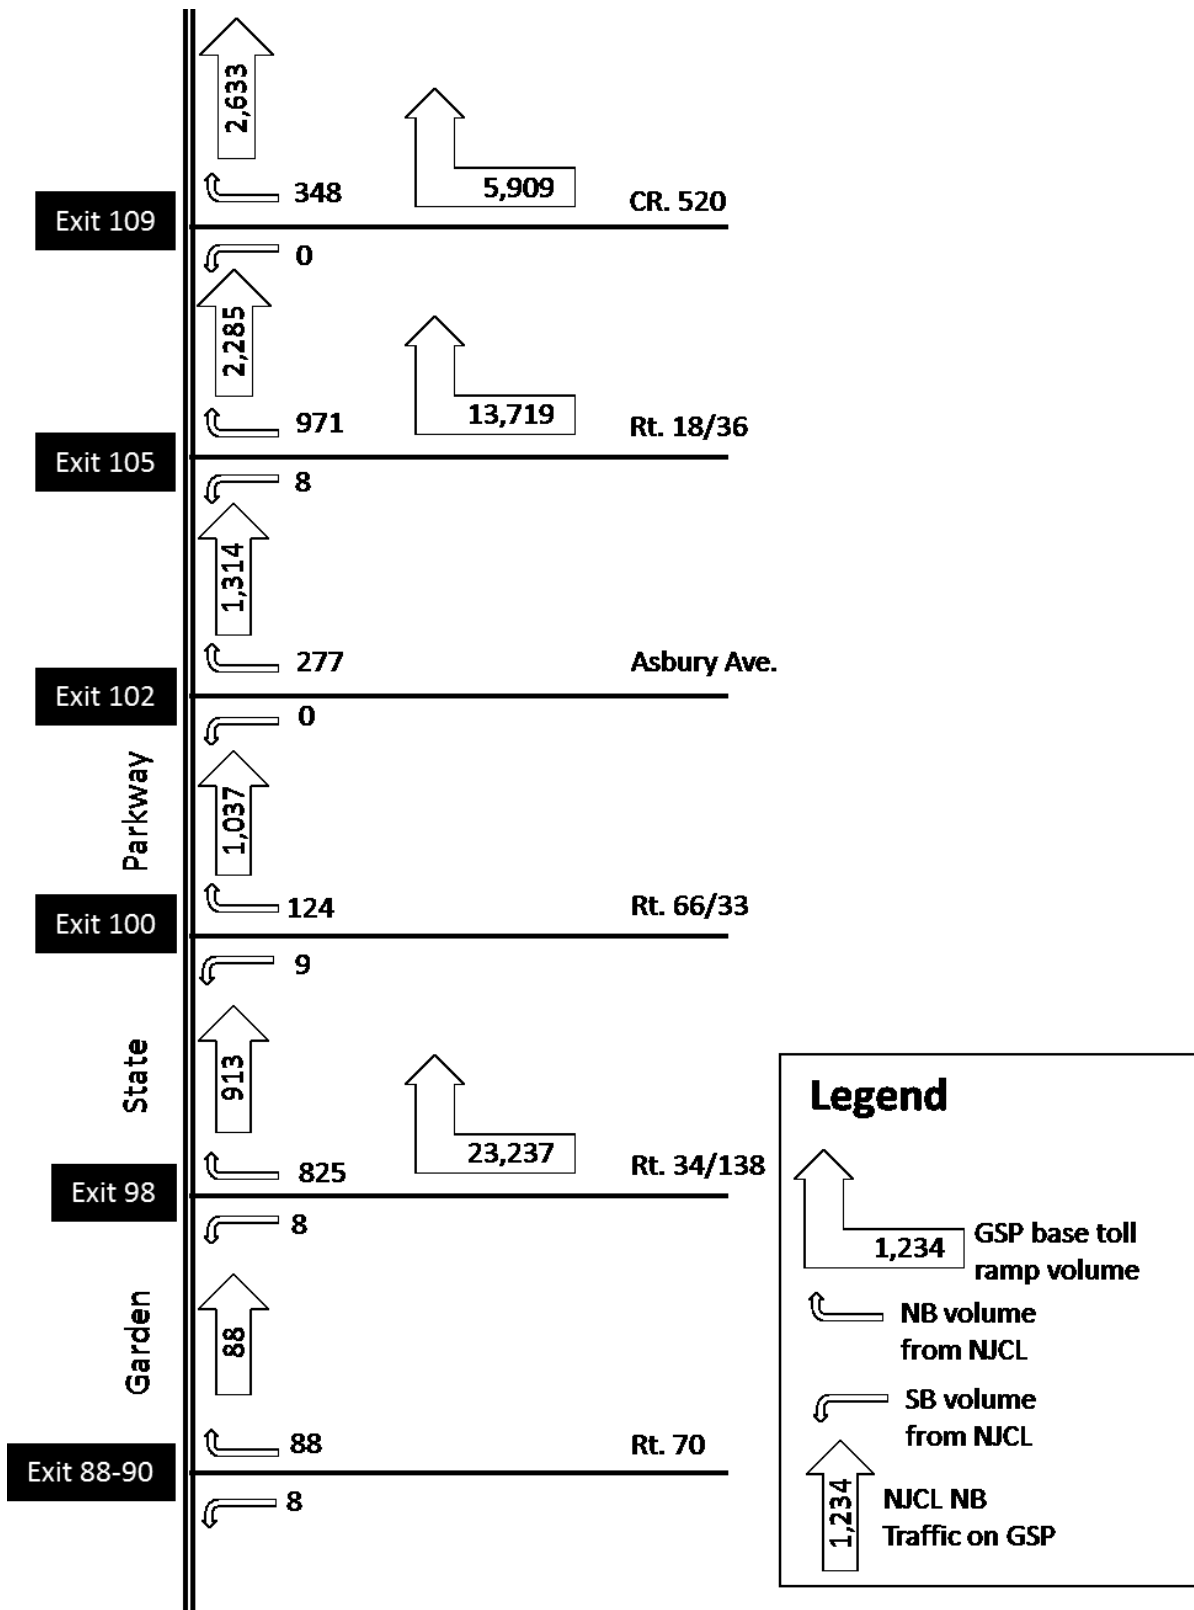 2,633
348
5,909
CR. 520
Exit 109
0
2,285
971
13,719
Rt. 18/36
Exit 105
8
1,314
277
Asbury Ave.
Exit 102
0
Parkway
1,037
124
Rt. 66/33
Exit 100
9
State
913
825
23,237
Rt. 34/138
Exit 98
8
Garden
88
88
Rt. 70
Exit 88-90
8
Legend
1,234
GSP base toll
ramp volume
NB volume
from NJCL
SB volume
from NJCL
1,234
NJCL NB
Traffic on GSP